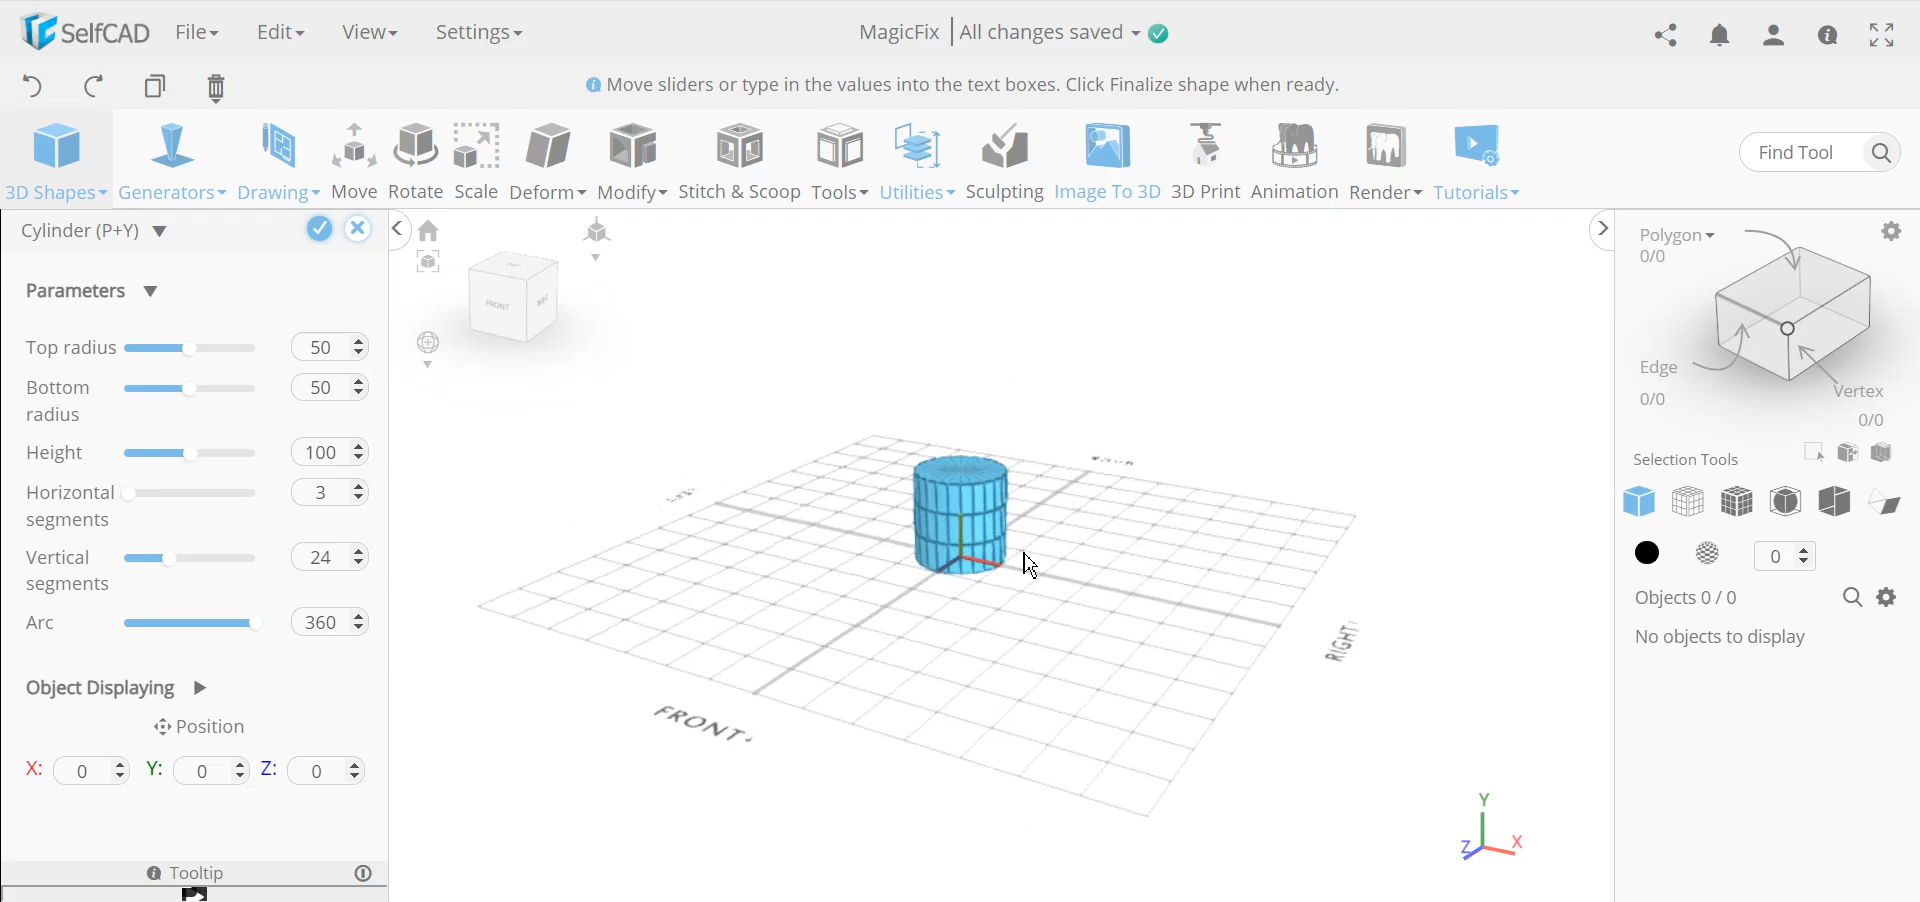 SelfCAD
File
Edit
View
Settings
MagicFix
All changes saved
Move sliders or type in the values into the text boxes. Click Finalize shape when ready.
3D Shapes
Generators
Drawing
Move
Rotate
Scale
Deform
Modify
Stitch & Scoop
Tools
Utilities
Sculpting
Image To 3D
3D Print
Animation
Render
Tutorials
Find Tool
Cylinder (P+Y)
Parameters
Top radius 50
Bottom radius 50
Height 100
Horizontal segments 3
Vertical segments 24
Arc 360
Object Displaying
Position
X: 0 Y: 0 Z: 0
Tooltip
FRONT
FRONT
RIGHT
Y
X
Z
Polygon
0/0
Edge
0/0
Vertex
0/0
Selection Tools
0
Objects 0 / 0
No objects to display